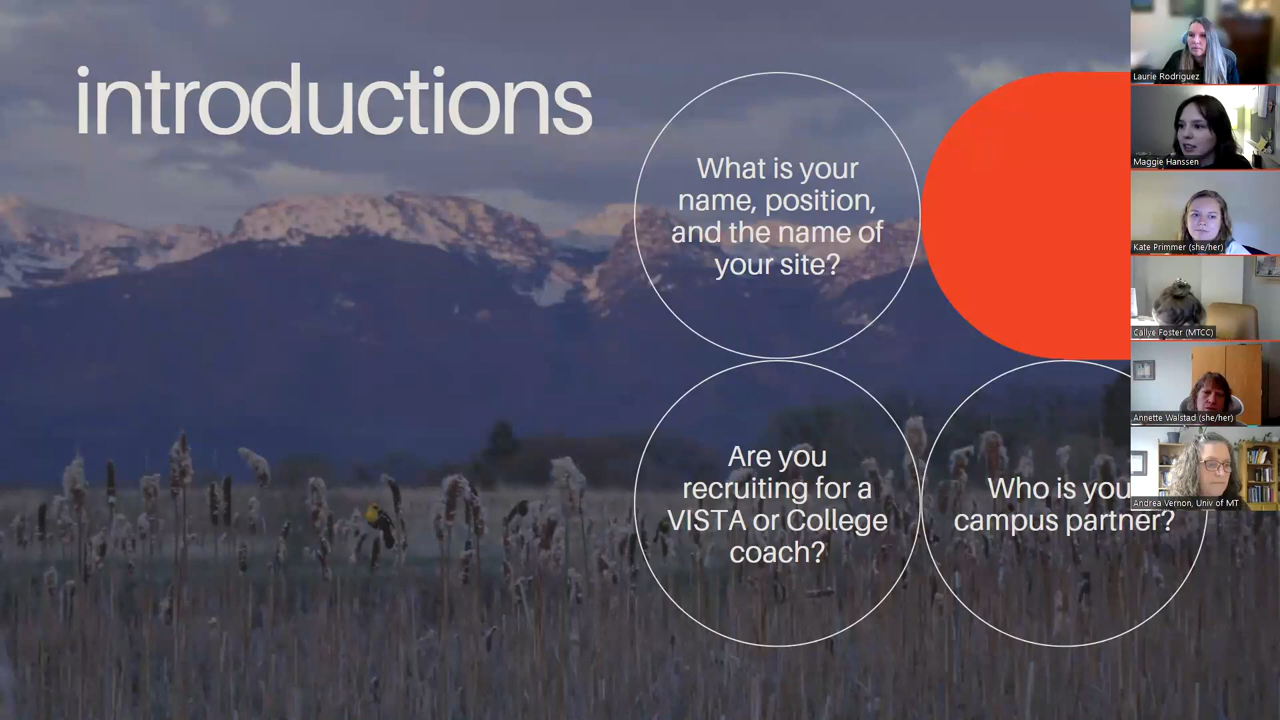 introductions
What is your
name, position,
and the name of
your site?
Are you
recruiting for a
VISTA or College
coach?
Who is you
campus partner?
Laurie Rodriguez
Maggie Hanssen
Kate Primmer (she/her)
Callye Foster (MTCC)
Annette Walstad (she/her)
Andrea Vernon, Univ of MT